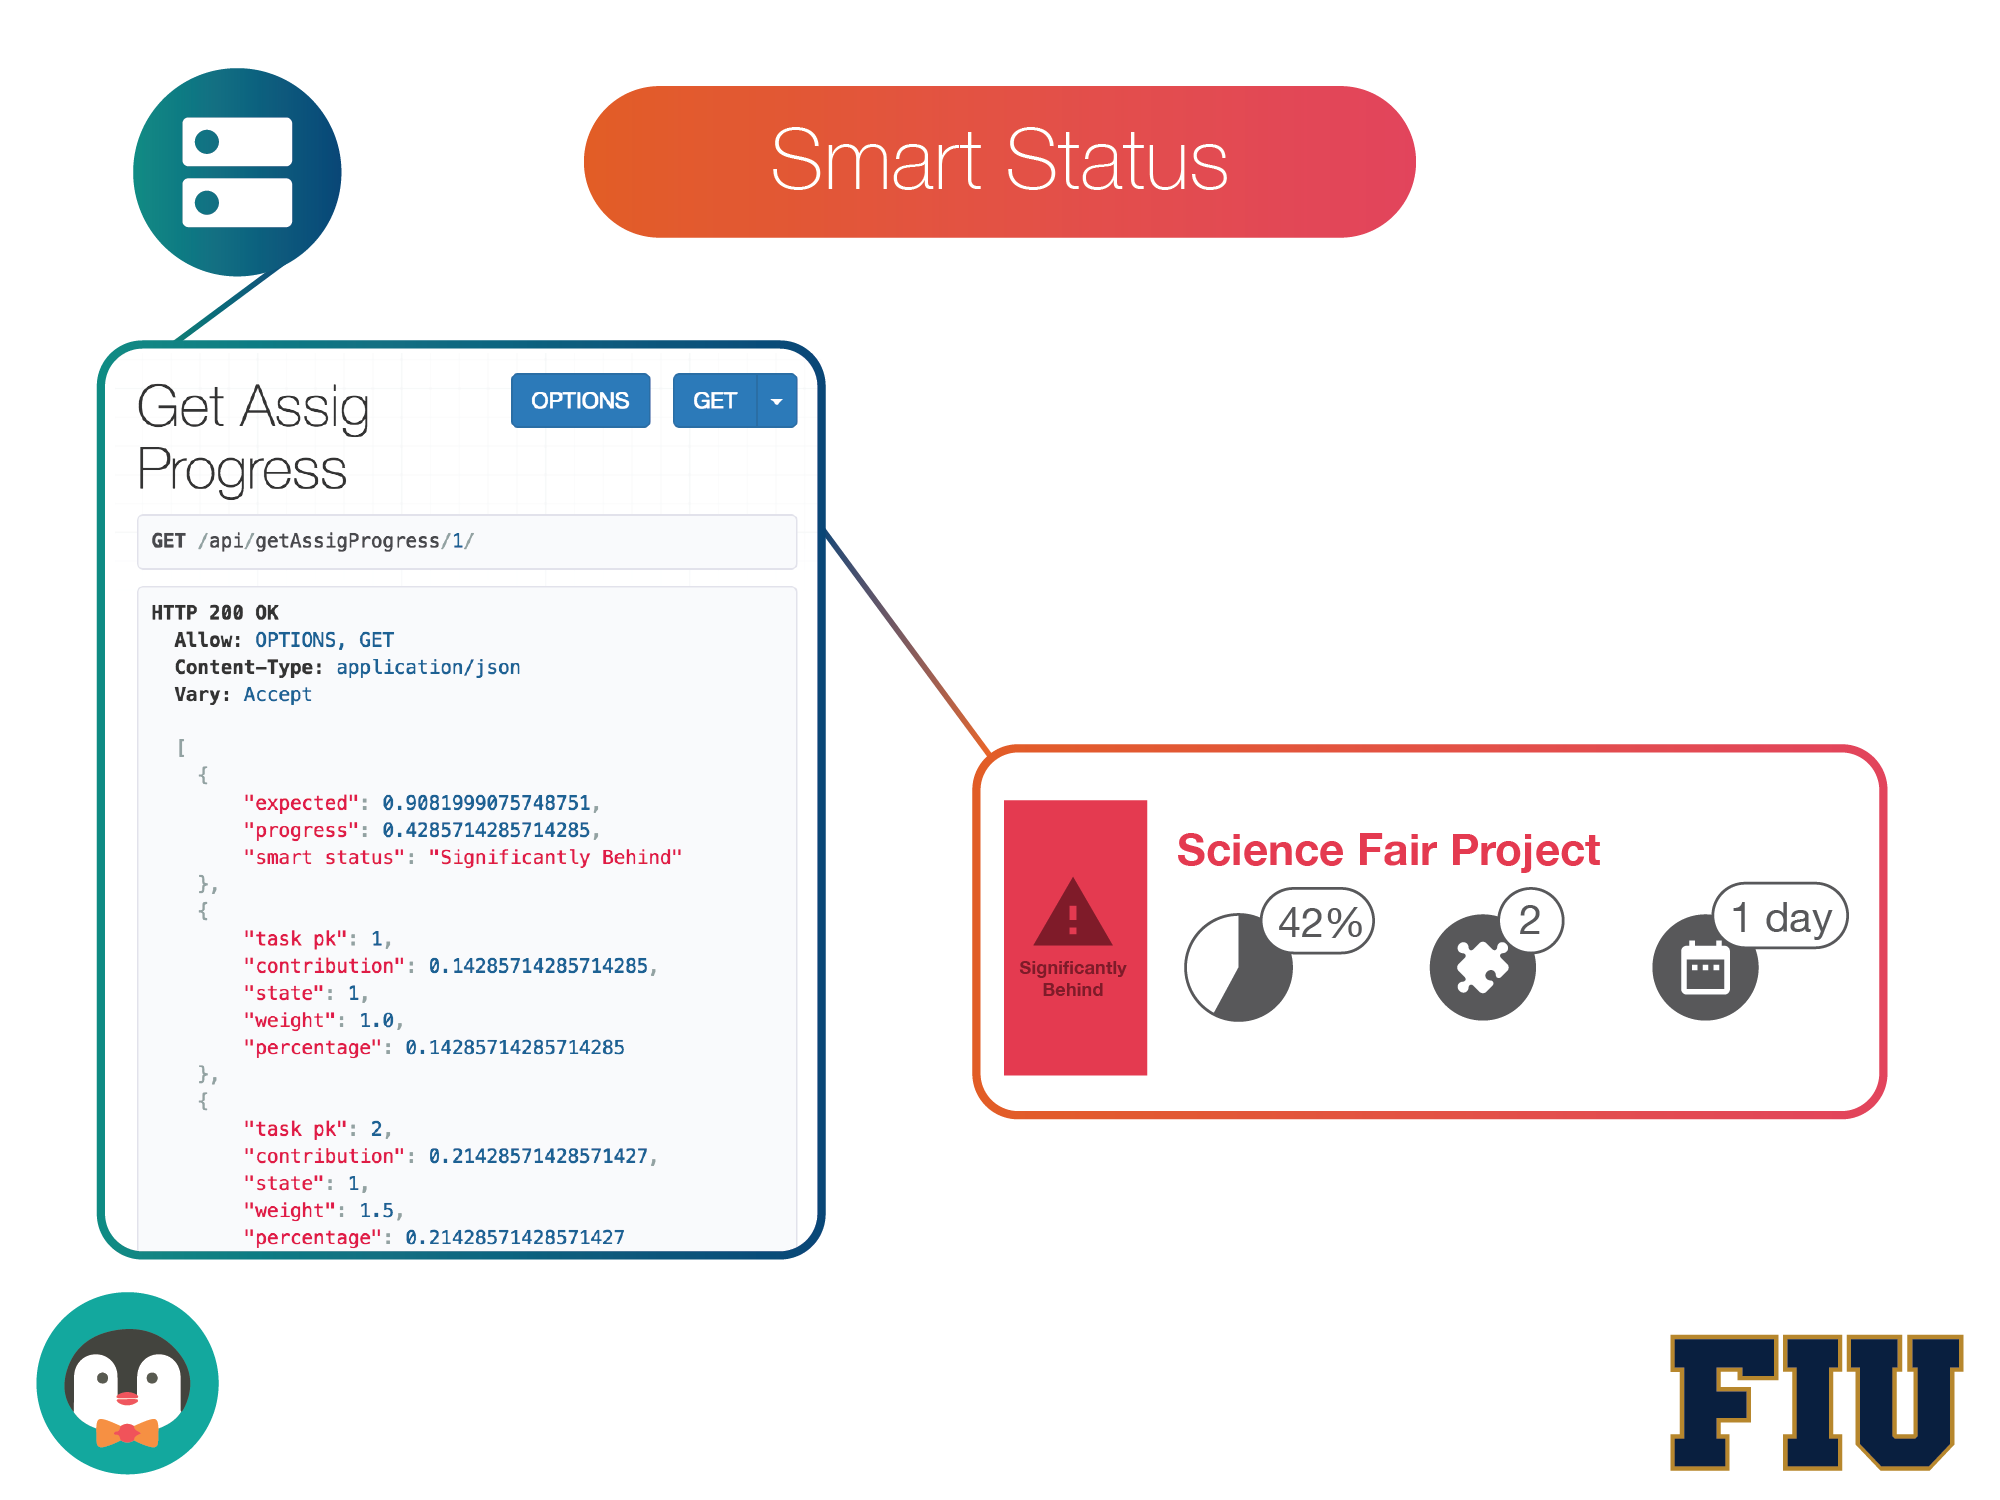 Smart Status
Get Assig
Progress
OPTIONS
GET
GET /api/getAssigProgress/1/
HTTP 200 OK
Allow: OPTIONS, GET
Content-Type: application/json
Vary: Accept
[
{
"expected": 0.9081999075748751,
"progress": 0.4285714285714285,
"smart status": "Significantly Behind"
},
{
"task pk": 1,
"contribution": 0.14285714285714285,
"state": 1,
"weight": 1.0,
"percentage": 0.14285714285714285
},
{
"task pk": 2,
"contribution": 0.21428571428571427,
"state": 1,
"weight": 1.5,
"percentage": 0.21428571428571427
Significantly
Behind
Science Fair Project
42%
2
1 day
FIU